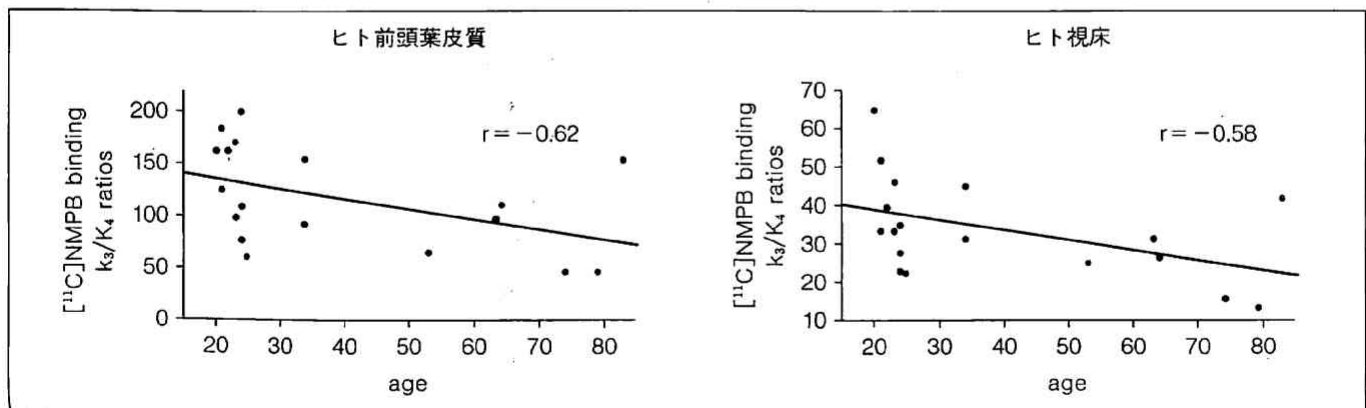 ヒト前頭葉皮質
[¹¹C]NMPB binding
k₃/K₄ ratios
200
150
100
50
0
r=−0.62
20 30 40 50 60 70 80
age
ヒト視床
[¹¹C]NMPB binding
k₃/K₄ ratios
70
60
50
40
30
20
10
r=−0.58
20 30 40 50 60 70 80
age